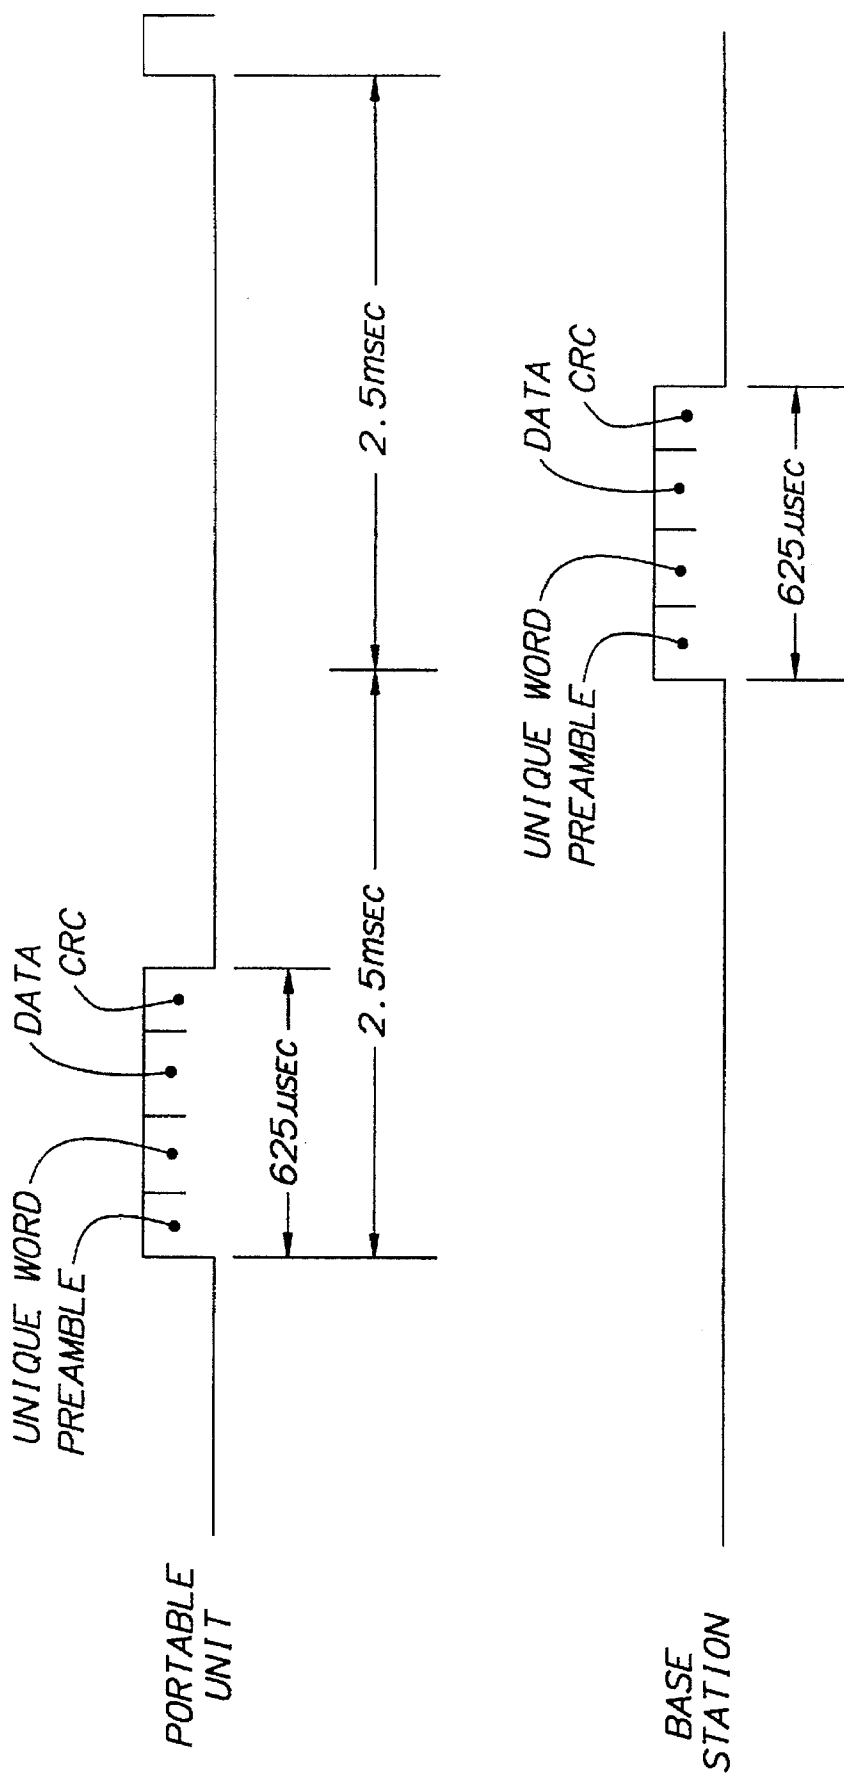 PORTABLE
UNIT
UNIQUE WORD
PREAMBLE
DATA
CRC
625µSEC
2.5mSEC
2.5mSEC
BASE
STATION
UNIQUE WORD
PREAMBLE
DATA
CRC
625µSEC